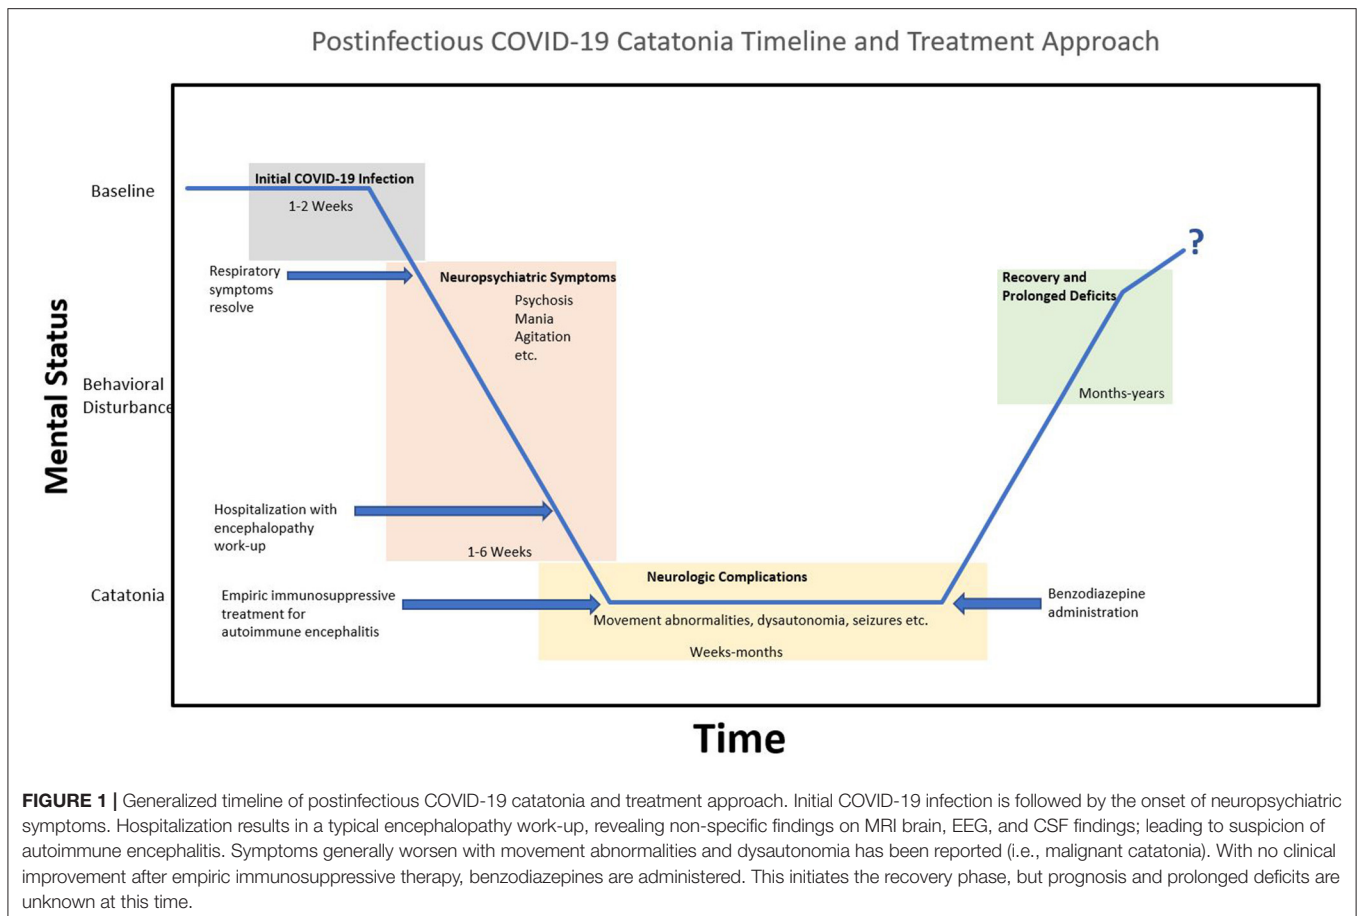 Postinfectious COVID-19 Catatonia Timeline and Treatment Approach
Mental Status
Baseline
Behavioral
Disturbance
Catatonia
Initial COVID-19 Infection
1-2 Weeks
Respiratory
symptoms
resolve
Neuropsychiatric Symptoms
Psychosis
Mania
Agitation
etc.
Hospitalization with
encephalopathy
work-up
1-6 Weeks
Empiric immunosuppressive
treatment for
autoimmune encephalitis
Neurologic Complications
Movement abnormalities, dysautonomia, seizures etc.
Weeks-months
Benzodiazepine
administration
Recovery and
Prolonged Deficits
Months-years
?
Time
FIGURE 1 | Generalized timeline of postinfectious COVID-19 catatonia and treatment approach. Initial COVID-19 infection is followed by the onset of neuropsychiatric
symptoms. Hospitalization results in a typical encephalopathy work-up, revealing non-specific findings on MRI brain, EEG, and CSF findings; leading to suspicion of
autoimmune encephalitis. Symptoms generally worsen with movement abnormalities and dysautonomia has been reported (i.e., malignant catatonia). With no clinical
improvement after empiric immunosuppressive therapy, benzodiazepines are administered. This initiates the recovery phase, but prognosis and prolonged deficits are
unknown at this time.